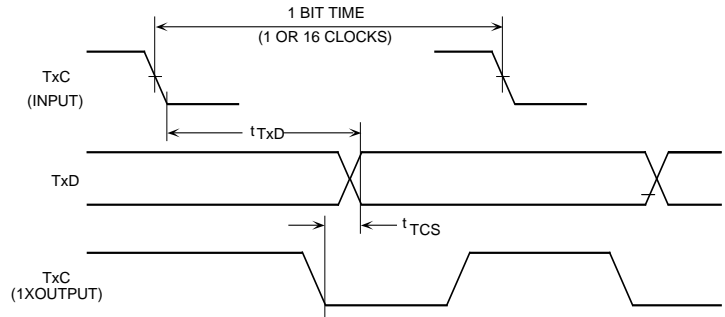 1 BIT TIME
(1 OR 16 CLOCKS)
TxC
(INPUT)
tTxD
TxD
tTCS
TxC
(1XOUTPUT)